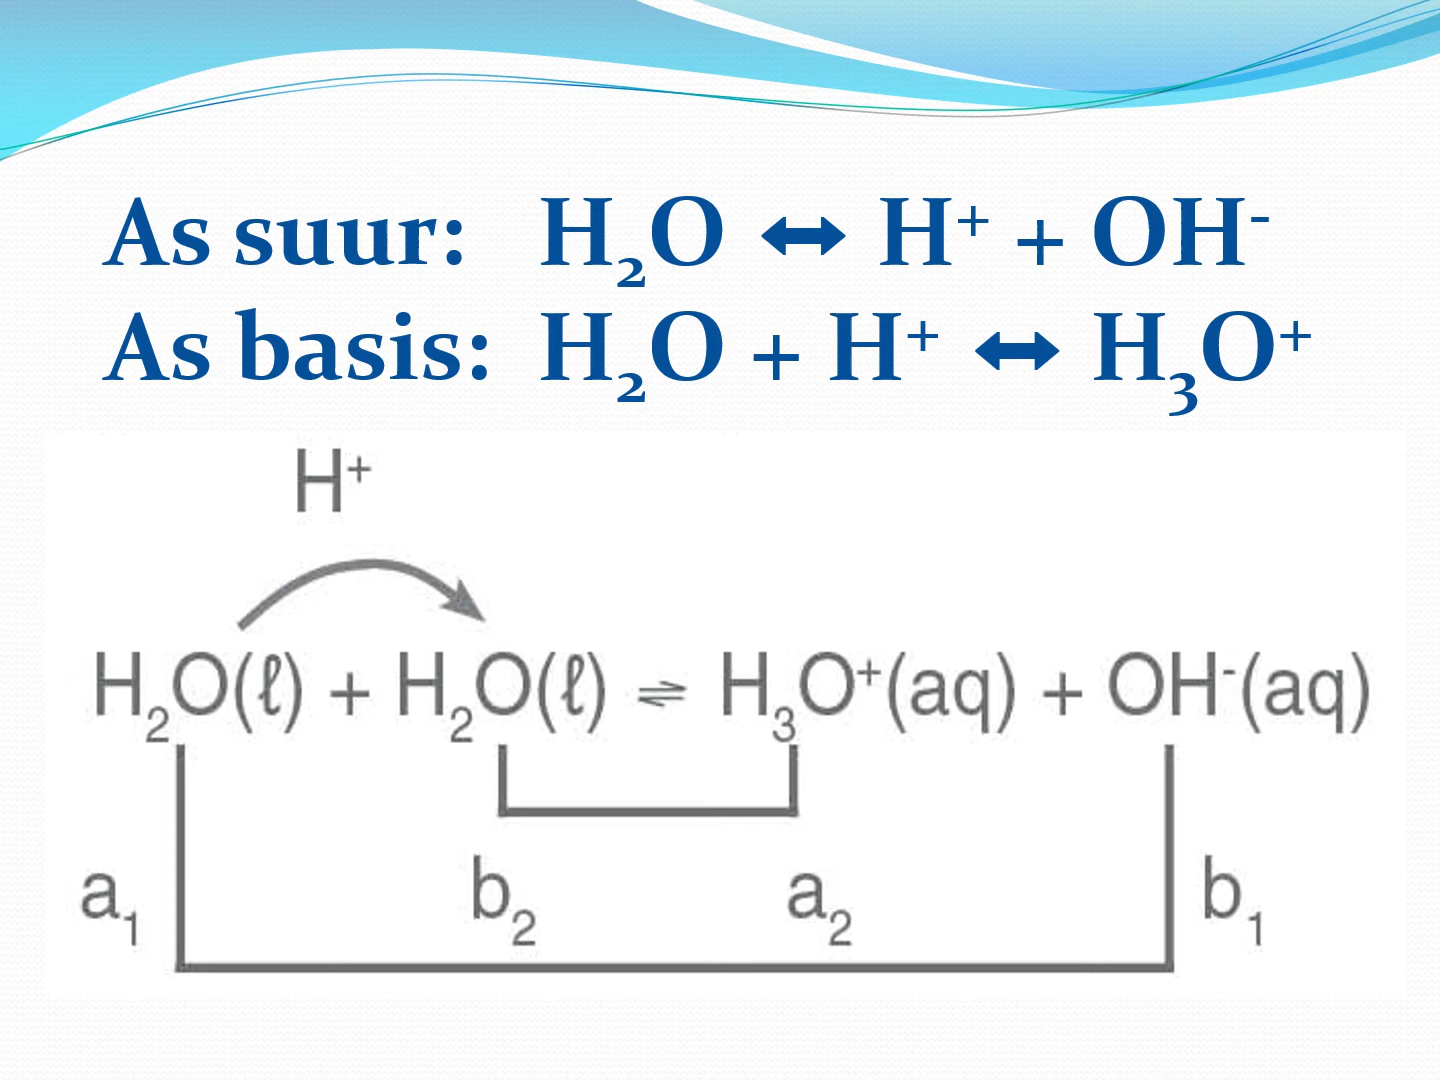 As suur: H₂O ⬌ H⁺ + OH⁻
As basis: H₂O + H⁺ ⬌ H₃O⁺
H⁺
H₂O(ℓ) + H₂O(ℓ) ⇌ H₃O⁺(aq) + OH⁻(aq)
a₁ b₂ a₂ b₁